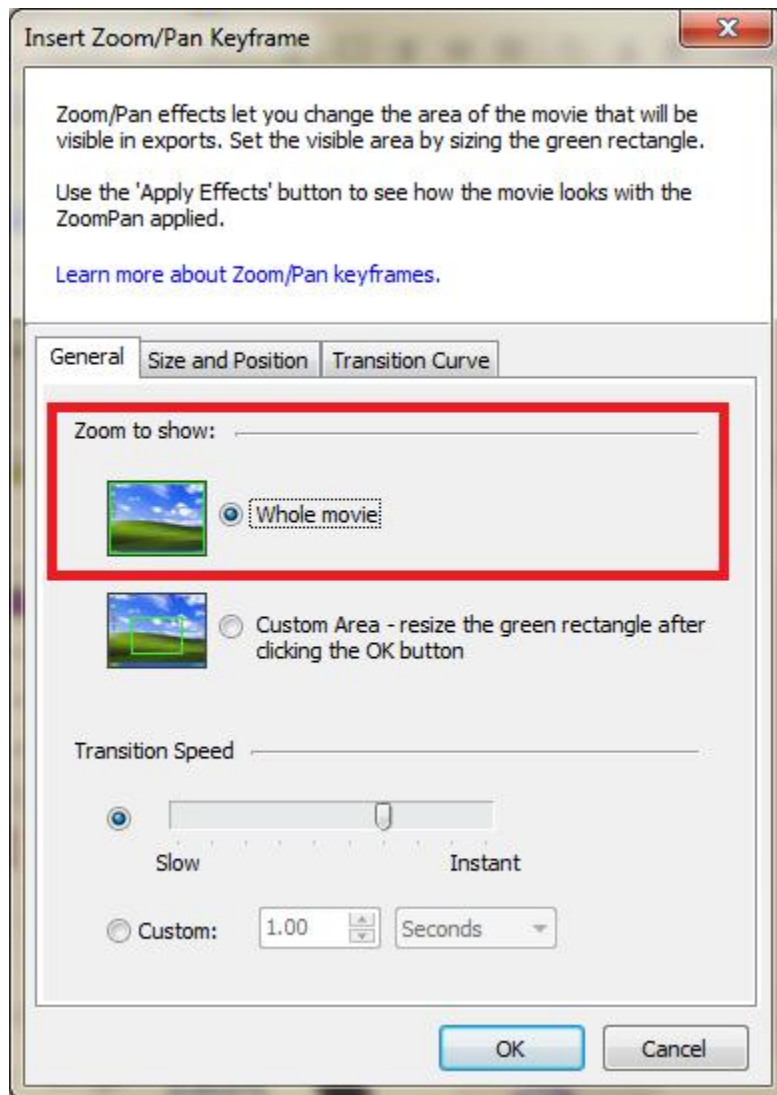 Insert Zoom/Pan Keyframe
Zoom/Pan effects let you change the area of the movie that will be
visible in exports. Set the visible area by sizing the green rectangle.
Use the 'Apply Effects' button to see how the movie looks with the
ZoomPan applied.
Learn more about Zoom/Pan keyframes.
General Size and Position Transition Curve
Zoom to show:
Whole movie
Custom Area - resize the green rectangle after
clicking the OK button
Transition Speed
Slow Instant
Custom: 1.00 Seconds
OK Cancel